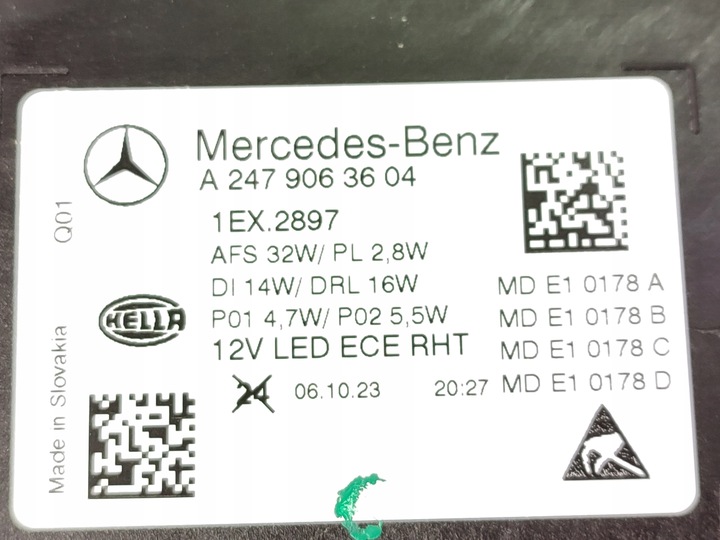 Mercedes-Benz
A 247 906 36 04
1EX.2897
AFS 32W/ PL 2,8W
DI 14W/ DRL 16W
P01 4,7W/ P02 5,5W
12V LED ECE RHT
MD E1 0178 A
MD E1 0178 B
MD E1 0178 C
MD E1 0178 D
24 06.10.23 20:27
HELLA
Q01
Made in Slovakia